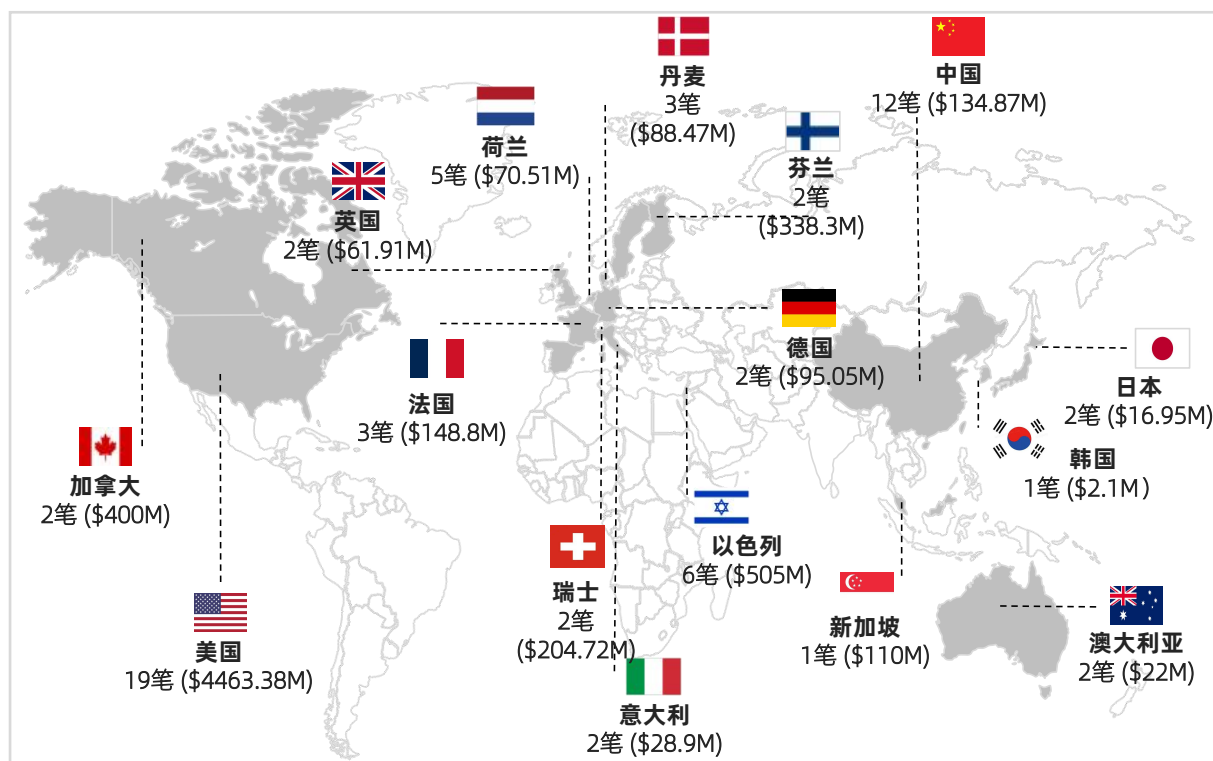 丹麦
3笔
($88.47M)
中国
12笔 ($134.87M)
荷兰
5笔 ($70.51M)
芬兰
2笔
($338.3M)
英国
2笔 ($61.91M)
德国
2笔 ($95.05M)
法国
3笔 ($148.8M)
日本
2笔 ($16.95M)
韩国
1笔 ($2.1M)
加拿大
2笔 ($400M)
以色列
6笔 ($505M)
瑞士
2笔
($204.72M)
新加坡
1笔 ($110M)
澳大利亚
2笔 ($22M)
美国
19笔 ($4463.38M)
意大利
2笔 ($28.9M)